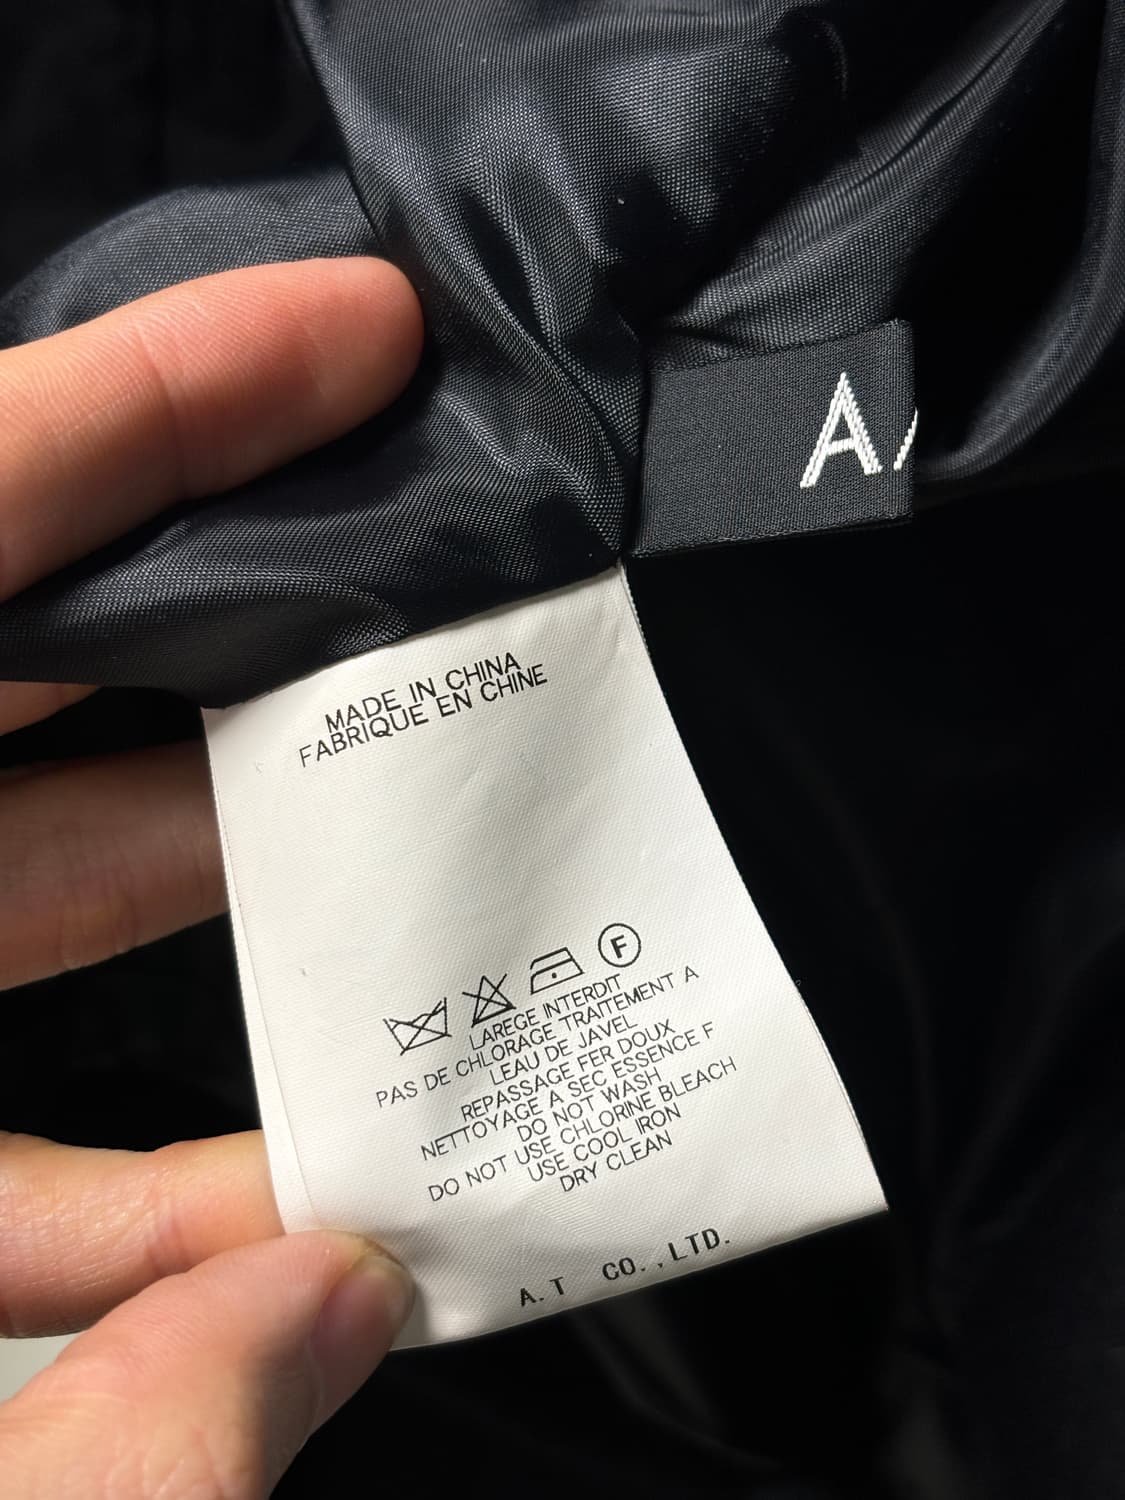 A
MADE IN CHINA
FABRIQUE EN CHINE
F
LAREGE INTERDIT
PAS DE CHLORAGE TRAITEMENT A
LEAU DE JAVEL
REPASSAGE FER DOUX
NETTOYAGE A SEC ESSENCE F
DO NOT WASH
DO NOT USE CHLORINE BLEACH
USE COOL IRON
DRY CLEAN
A.T CO.,LTD.